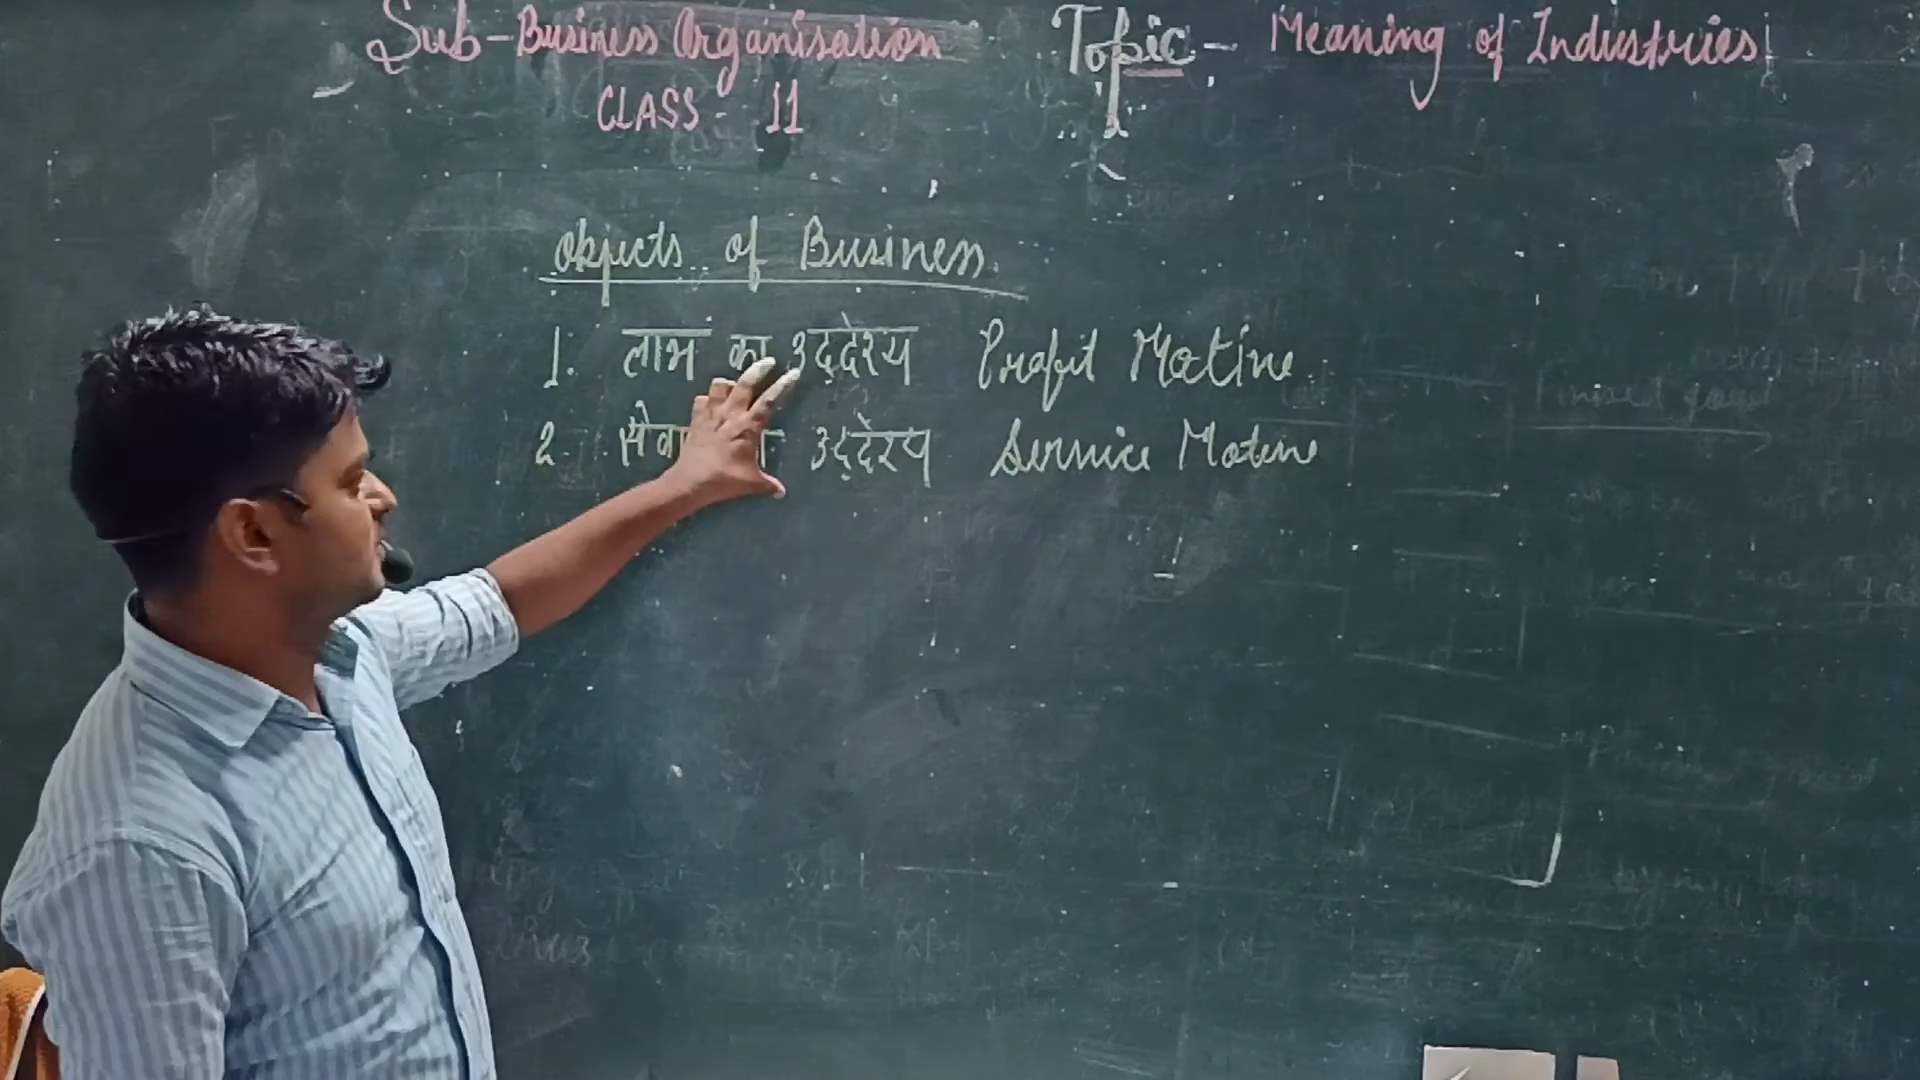 Sub-Business Organisation Topic - Meaning of Industries
CLASS - 11
Objects of Business
1. लाभ का उद्देश्य Profit Motive
2. सेवा उद्देश्य Service Motive